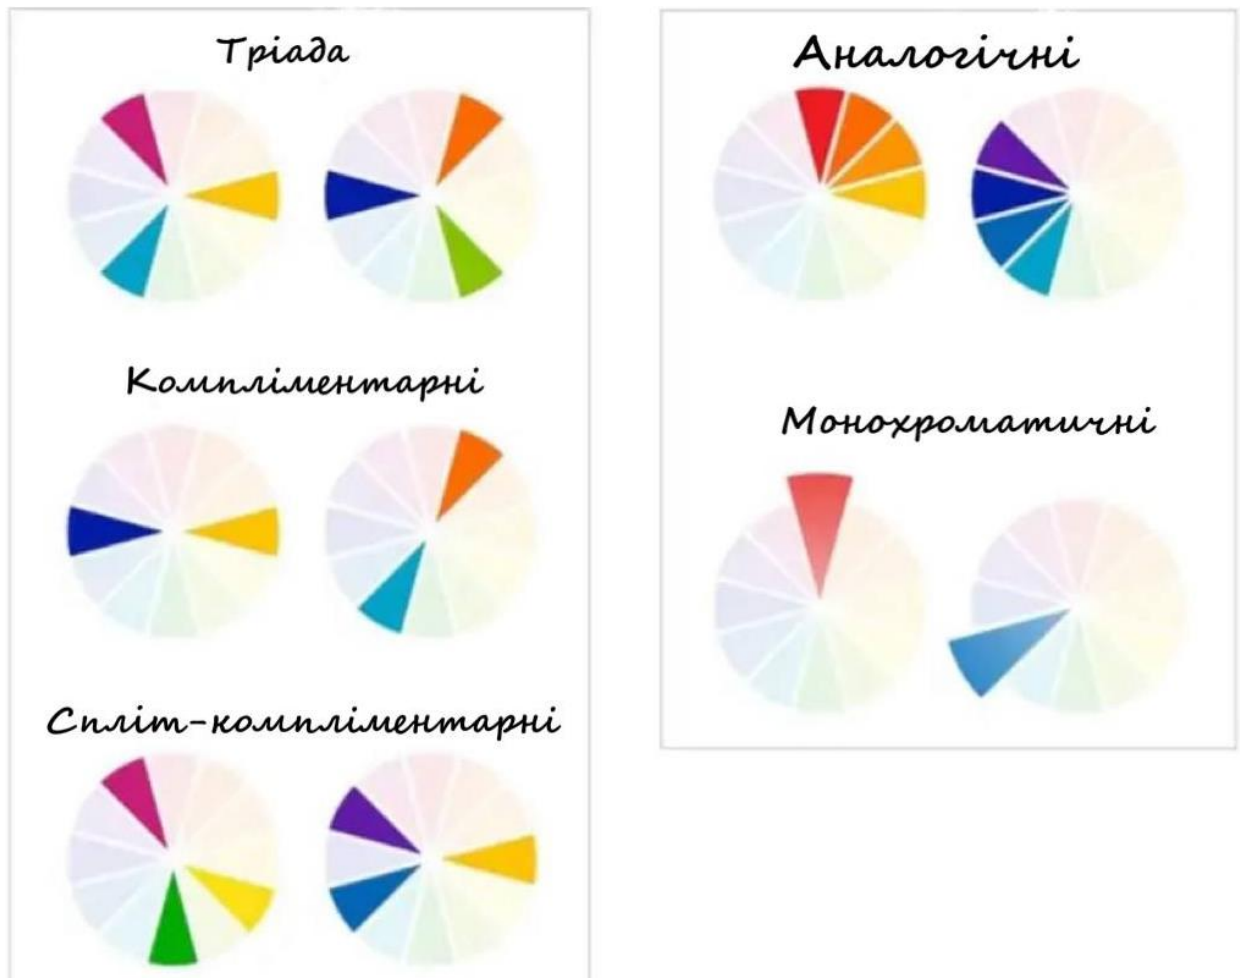 Тріада
Компліментарні
Спліт-компліментарні
Аналогічні
Монохроматичні